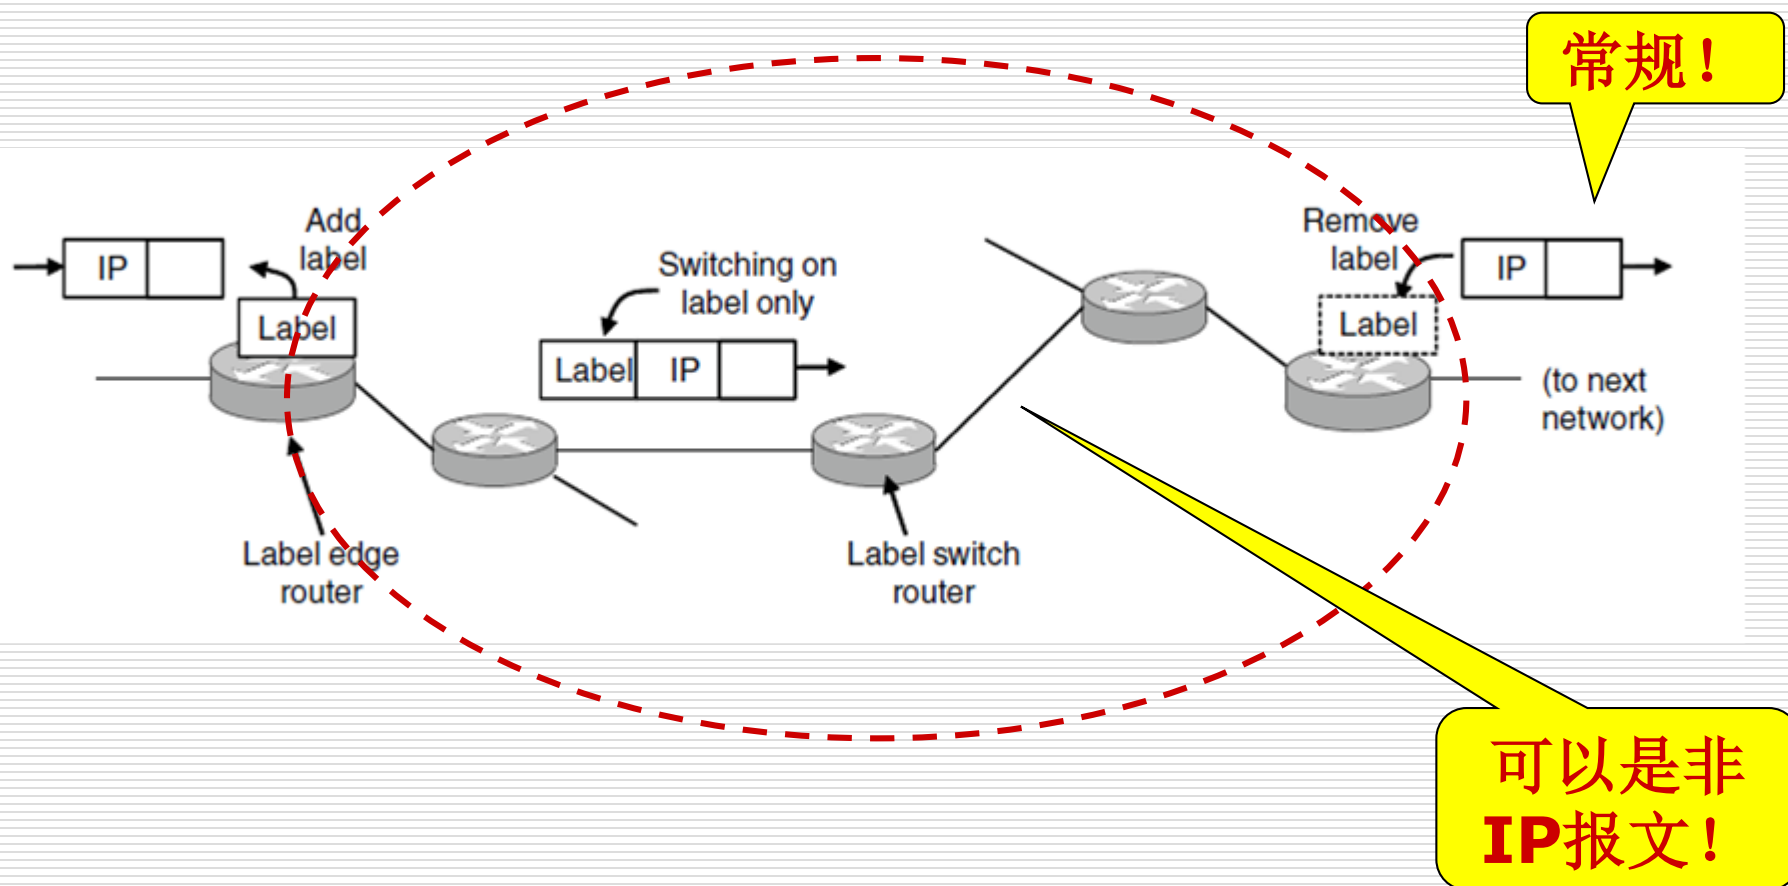 常规！
IP
Add
label
Label
Switching on
label only
Label IP
Remove
label
IP
Label
(to next
network)
Label edge
router
Label switch
router
可以是非
IP报文！